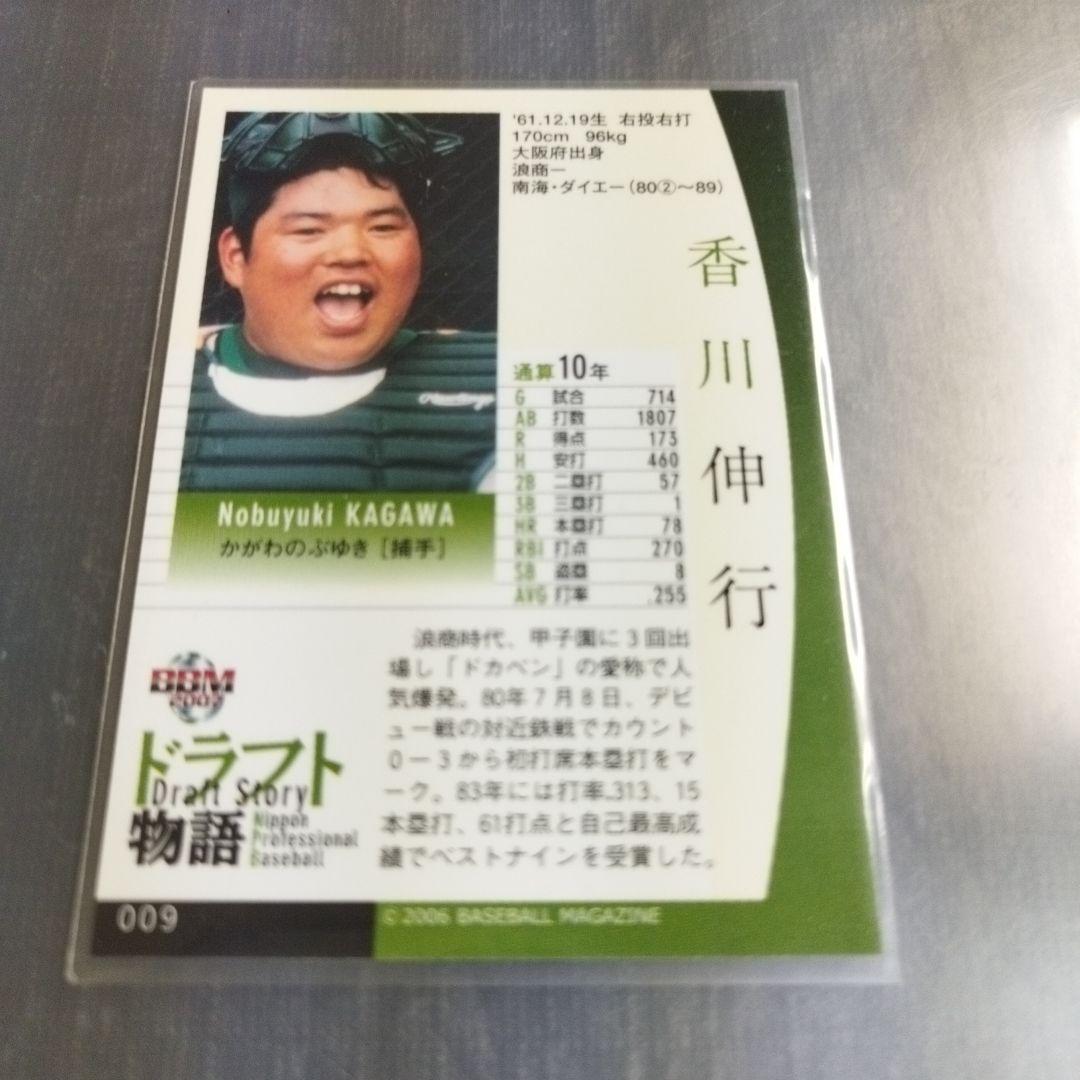 '61.12.19生 右投右打
170cm 96kg
大阪府出身
浪商―
南海・ダイエー(80②〜89)
香川伸行
通算10年
G 試合 714
AB 打数 1807
R 得点 173
H 安打 460
2B 二塁打 57
3B 三塁打 1
HR 本塁打 78
RBI 打点 270
SB 盗塁 8
AVG 打率 .255
Rawlings
Nobuyuki KAGAWA
かがわのぶゆき [捕手]
浪商時代、甲子園に3回出
場し「ドカベン」の愛称で人
気爆発。80年7月8日、デビ
ュー戦の対近鉄戦でカウント
0―3から初打席本塁打をマ
ーク。83年には打率.313、15
本塁打、61打点と自己最高成
績でベストナインを受賞した。
BBM
ドラフト
Draft Story
物語
Nippon
Professional
Baseball
009
© 2006 BASEBALL MAGAZINE